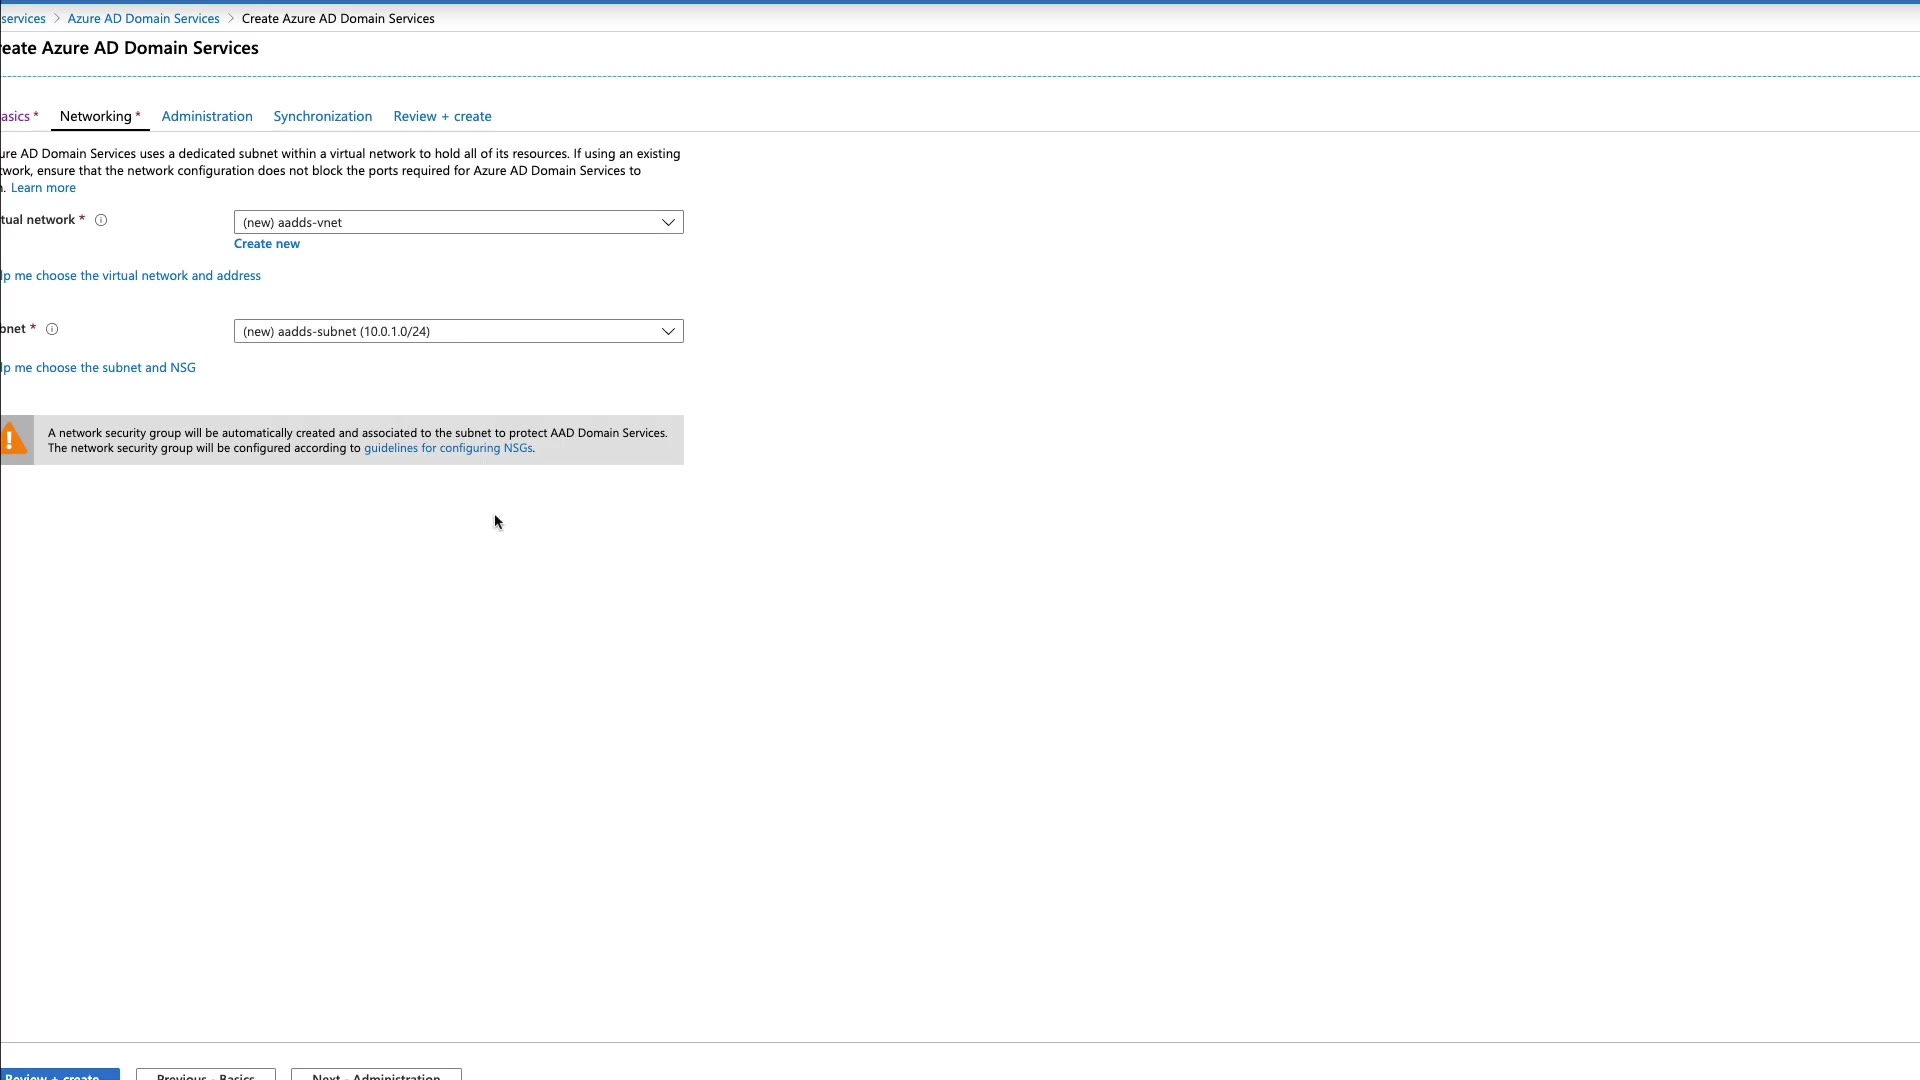 services > Azure AD Domain Services > Create Azure AD Domain Services
eate Azure AD Domain Services
asics * Networking * Administration Synchronization Review + create
ure AD Domain Services uses a dedicated subnet within a virtual network to hold all of its resources. If using an existing
twork, ensure that the network configuration does not block the ports required for Azure AD Domain Services to
n. Learn more
tual network * (new) aadds-vnet
Create new
lp me choose the virtual network and address
bnet * (new) aadds-subnet (10.0.1.0/24)
lp me choose the subnet and NSG
A network security group will be automatically created and associated to the subnet to protect AAD Domain Services.
The network security group will be configured according to guidelines for configuring NSGs.
Review + create Previous - Basics Next - Administration